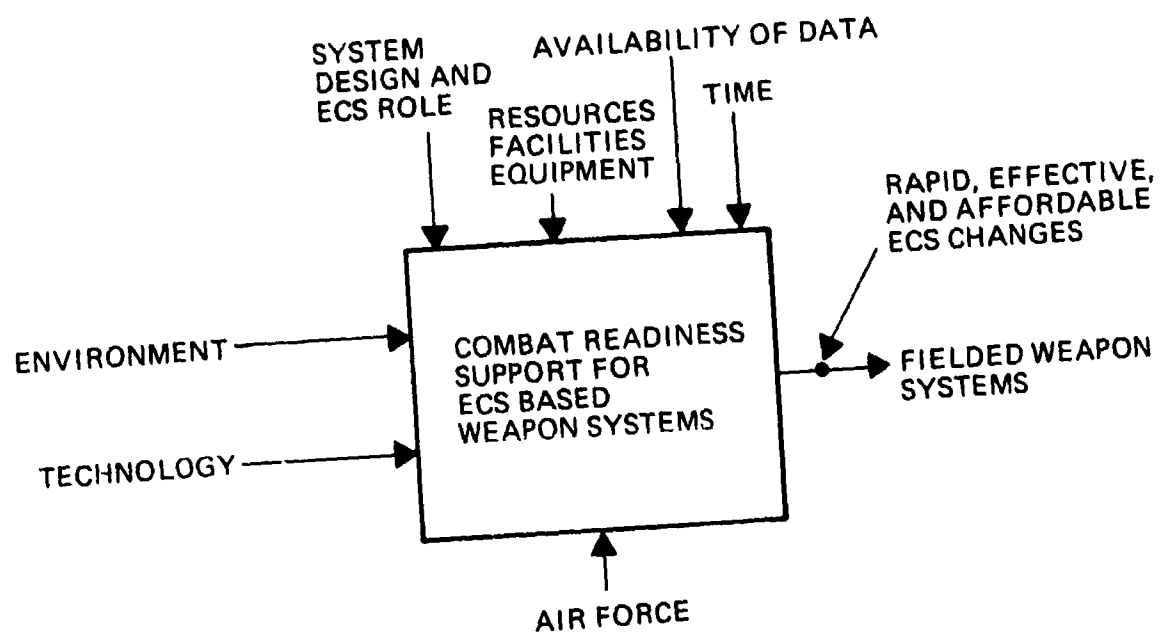 SYSTEM
DESIGN AND
ECS ROLE
AVAILABILITY OF DATA
RESOURCES
FACILITIES
EQUIPMENT
TIME
RAPID, EFFECTIVE,
AND AFFORDABLE
ECS CHANGES
ENVIRONMENT
COMBAT READINESS
SUPPORT FOR
ECS BASED
WEAPON SYSTEMS
FIELDED WEAPON
SYSTEMS
TECHNOLOGY
AIR FORCE